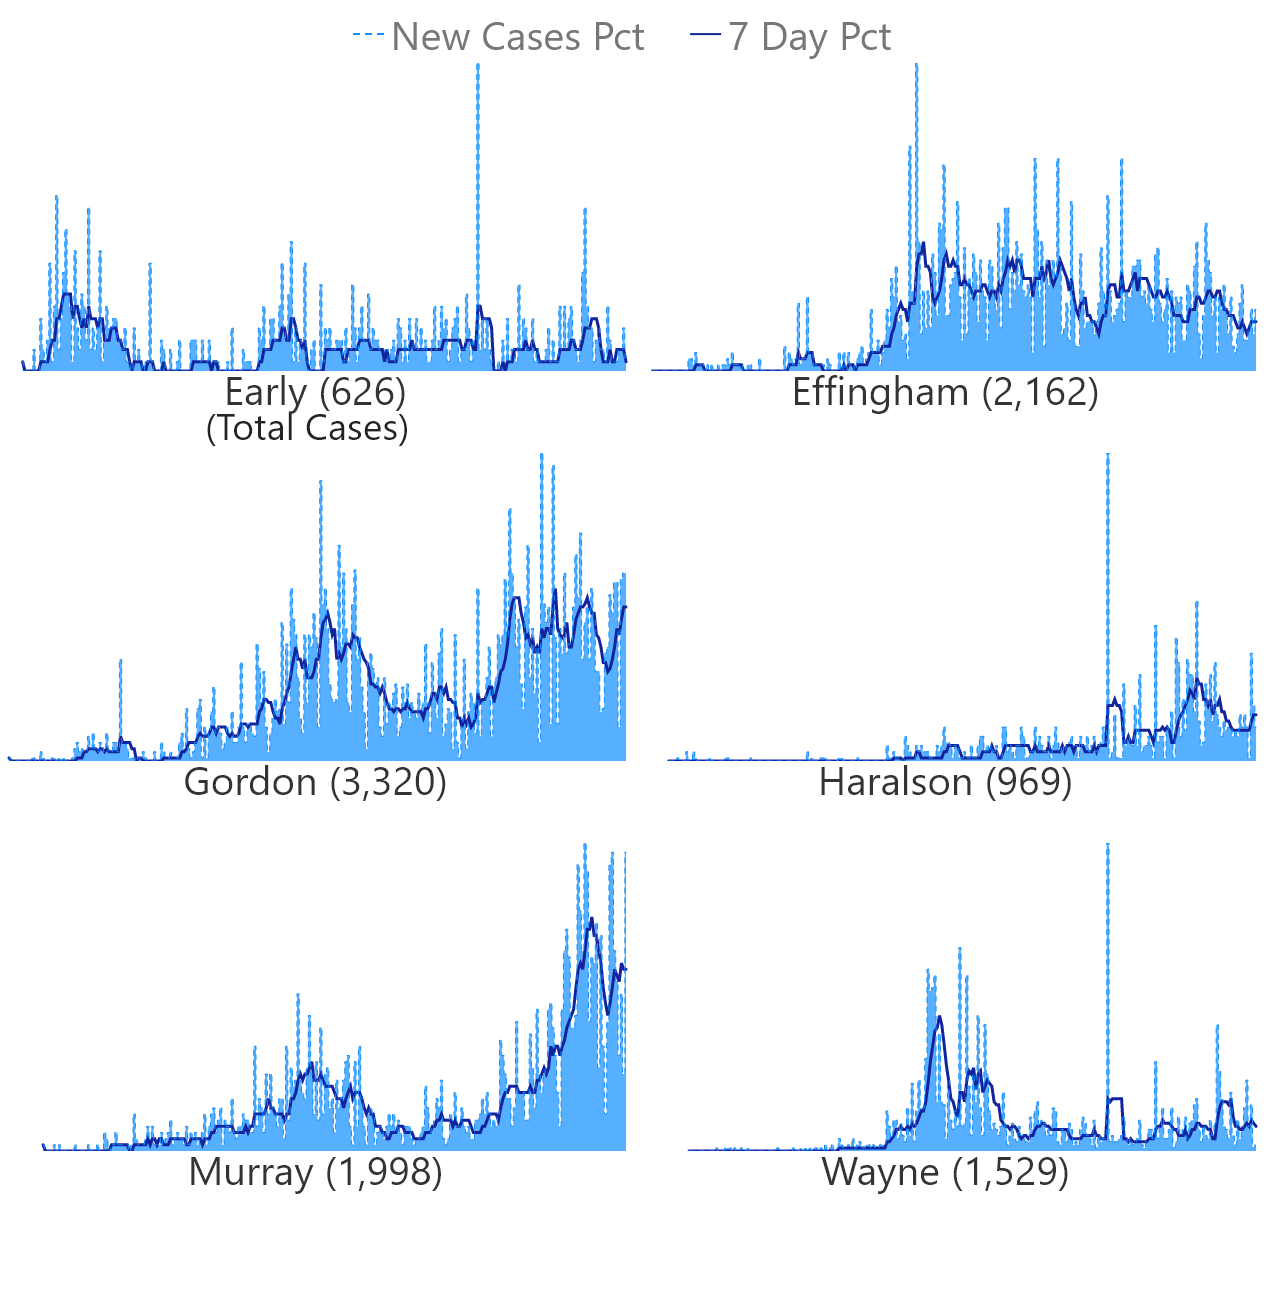 New Cases Pct 7 Day Pct
Early (626) Effingham (2,162)
(Total Cases)
Gordon (3,320) Haralson (969)
Murray (1,998) Wayne (1,529)